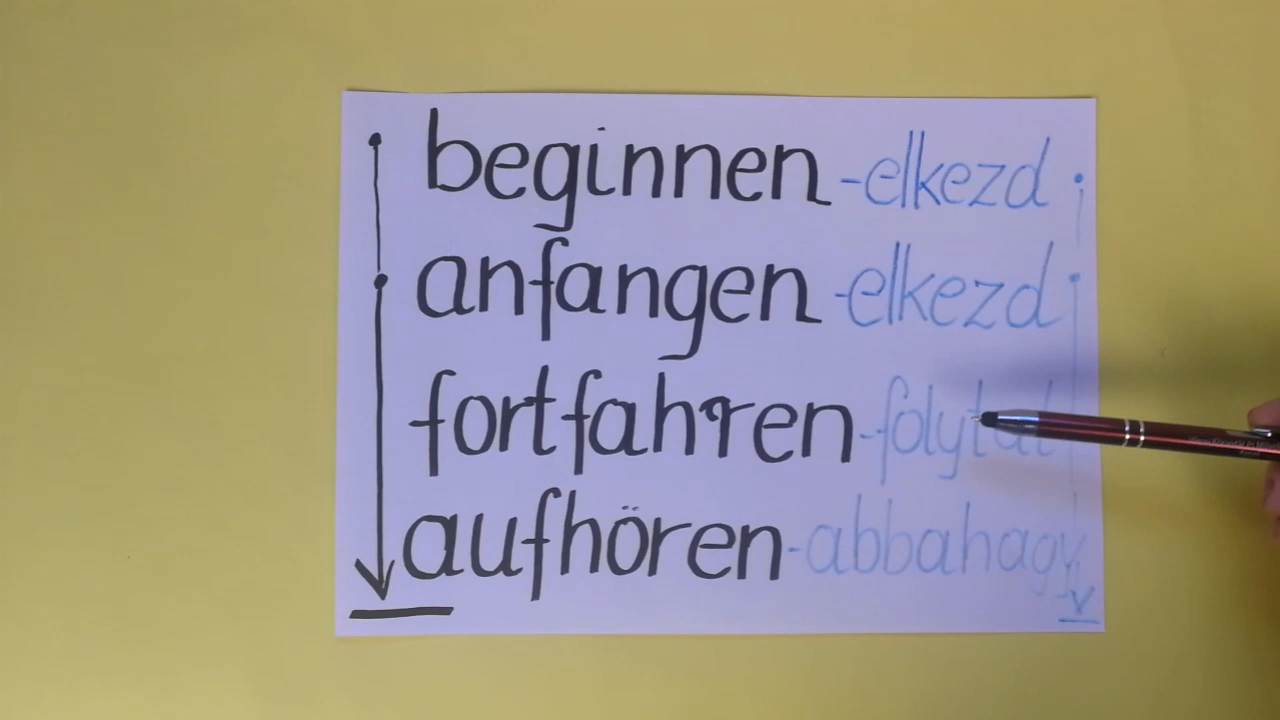 beginnen -elkezd
anfangen -elkezd
fortfahren -folytat
aufhören -abbahagy